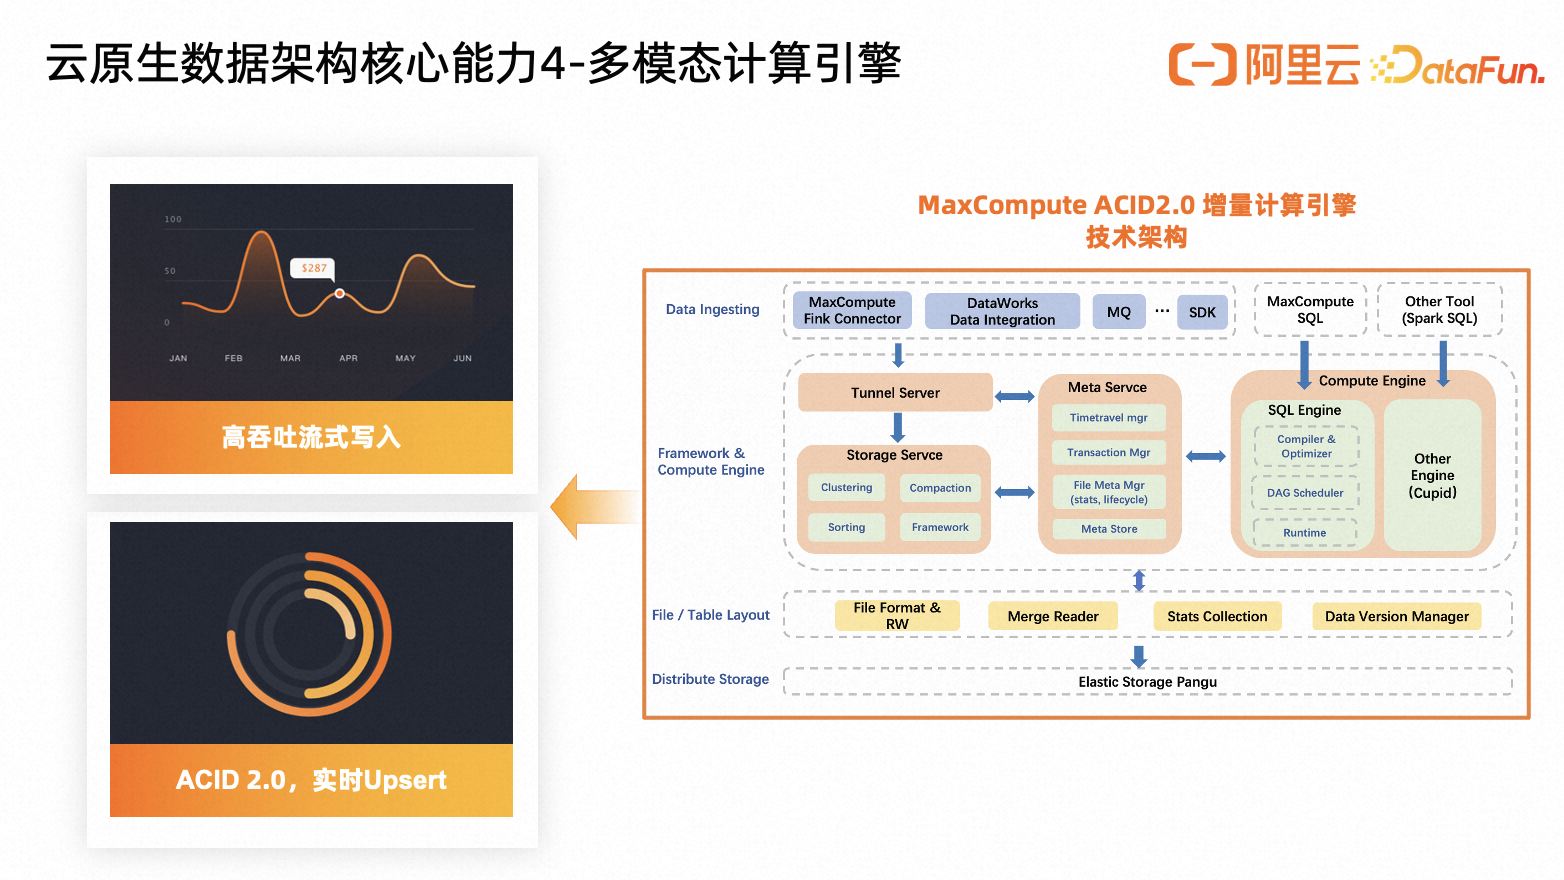 云原生数据架构核心能力4-多模态计算引擎
阿里云
DataFun.
100
50
0
$287
JAN
FEB
MAR
APR
MAY
JUN
高吞吐流式写入
ACID 2.0，实时Upsert
MaxCompute ACID2.0 增量计算引擎
技术架构
Data Ingesting
MaxCompute
Fink Connector
DataWorks
Data Integration
MQ
...
SDK
MaxCompute
SQL
Other Tool
(Spark SQL)
Framework &
Compute Engine
Tunnel Server
Storage Servce
Clustering
Compaction
Sorting
Framework
Meta Servce
Timetravel mgr
Transaction Mgr
File Meta Mgr
(stats, lifecycle)
Meta Store
Compute Engine
SQL Engine
Compiler &
Optimizer
DAG Scheduler
Runtime
Other
Engine
(Cupid)
File / Table Layout
File Format &
RW
Merge Reader
Stats Collection
Data Version Manager
Distribute Storage
Elastic Storage Pangu